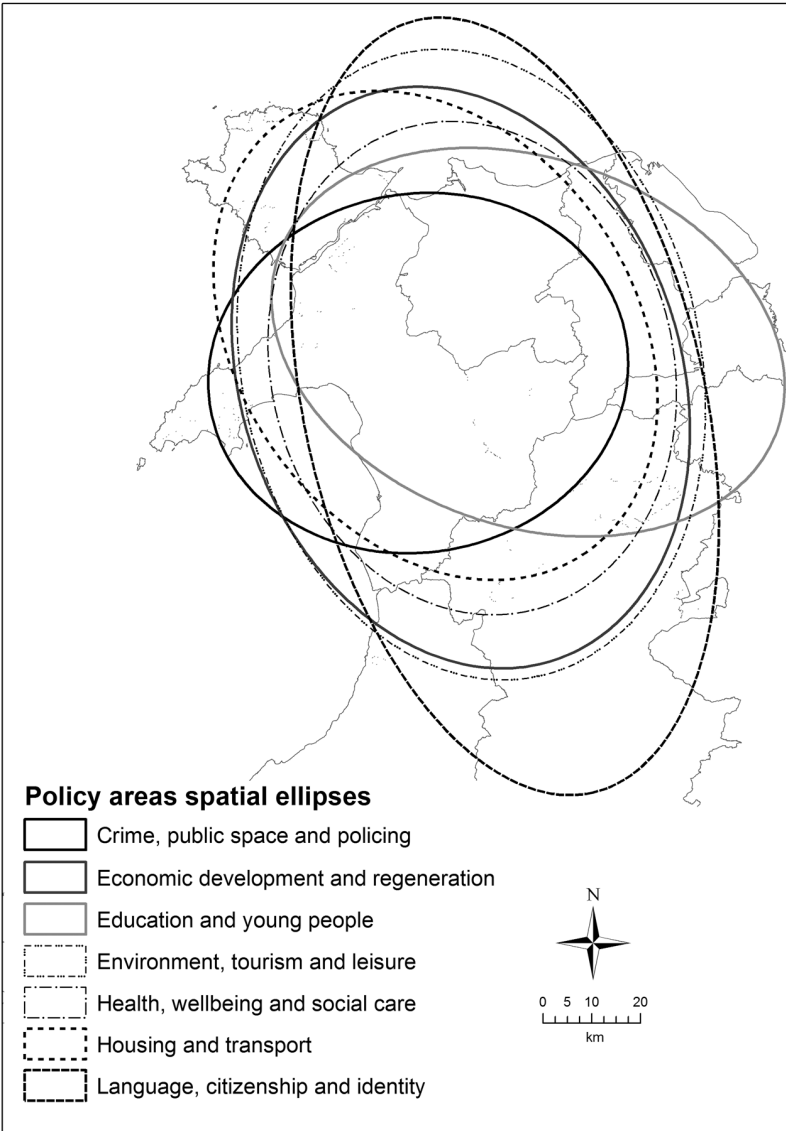 Policy areas spatial ellipses
Crime, public space and policing
Economic development and regeneration
Education and young people
Environment, tourism and leisure
Health, wellbeing and social care
Housing and transport
Language, citizenship and identity
N
0 5 10 20
km